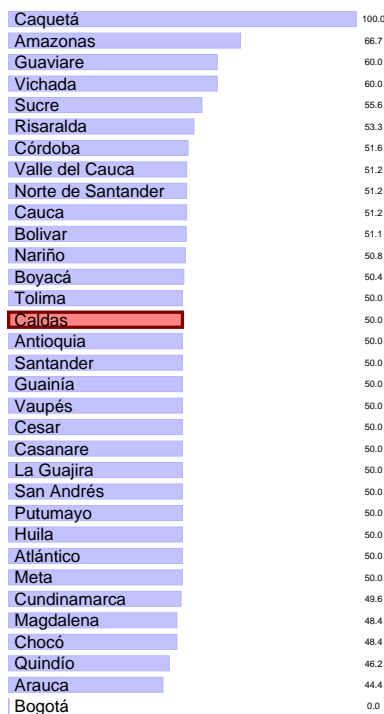 Caquetá 100.0
Amazonas 66.7
Guaviare 60.0
Vichada 60.0
Sucre 55.6
Risaralda 53.3
Córdoba 51.6
Valle del Cauca 51.2
Norte de Santander 51.2
Cauca 51.2
Bolivar 51.1
Nariño 50.8
Boyacá 50.4
Tolima 50.0
Caldas 50.0
Antioquia 50.0
Santander 50.0
Guainía 50.0
Vaupés 50.0
Cesar 50.0
Casanare 50.0
La Guajira 50.0
San Andrés 50.0
Putumayo 50.0
Huila 50.0
Atlántico 50.0
Meta 50.0
Cundinamarca 49.6
Magdalena 48.4
Chocó 48.4
Quindío 46.2
Arauca 44.4
Bogotá 0.0